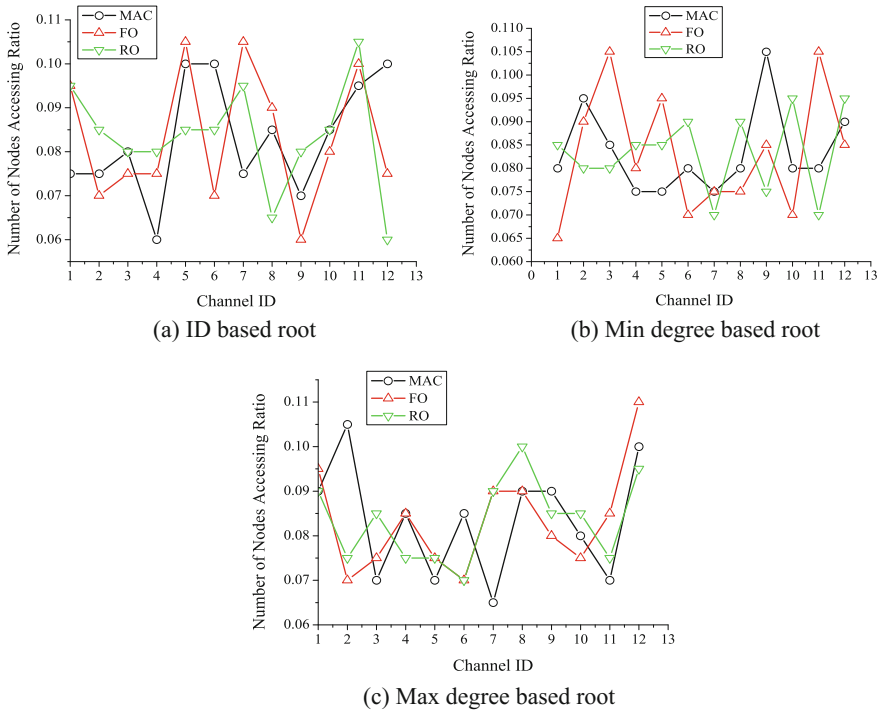 MAC
FO
RO
Number of Nodes Accessing Ratio
0.10
0.09
0.08
0.07
0.06
1 2 3 4 5 6 7 8 9 10 11 12 13
Channel ID
(a) ID based root
MAC
FO
RO
Number of Nodes Accessing Ratio
0.110
0.105
0.100
0.095
0.090
0.085
0.080
0.075
0.070
0.065
0.060
0 1 2 3 4 5 6 7 8 9 10 11 12 13
Channel ID
(b) Min degree based root
MAC
FO
RO
Number of Nodes Accessing Ratio
0.11
0.10
0.09
0.08
0.07
0.06
1 2 3 4 5 6 7 8 9 10 11 12 13
Channel ID
(c) Max degree based root